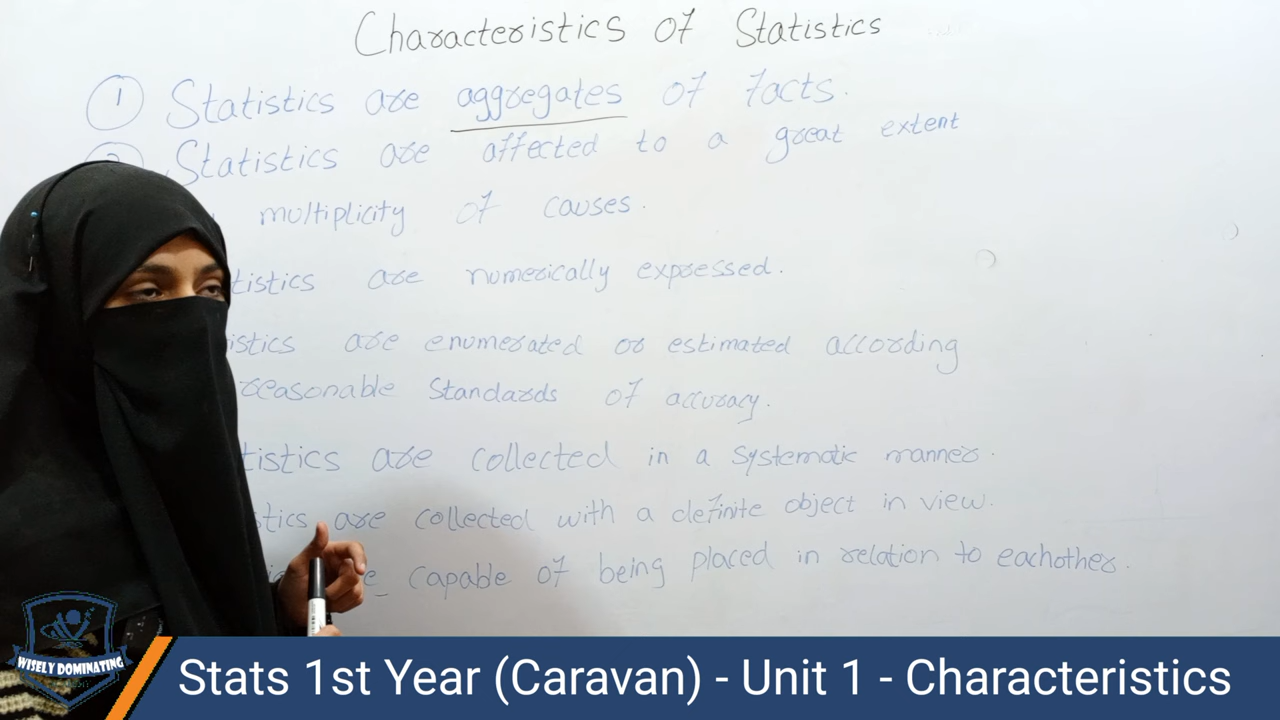 Characteristics of Statistics
1 Statistics are aggregates of facts.
2 Statistics are affected to a great extent
multiplicity of causes.
tistics are numerically expressed.
istics are enumerated or estimated according
reasonable standards of accuracy.
tistics are collected in a systematic manner.
stics are collected with a definite object in view.
capable of being placed in relation to eachother.
WISELY DOMINATING
Stats 1st Year (Caravan) - Unit 1 - Characteristics